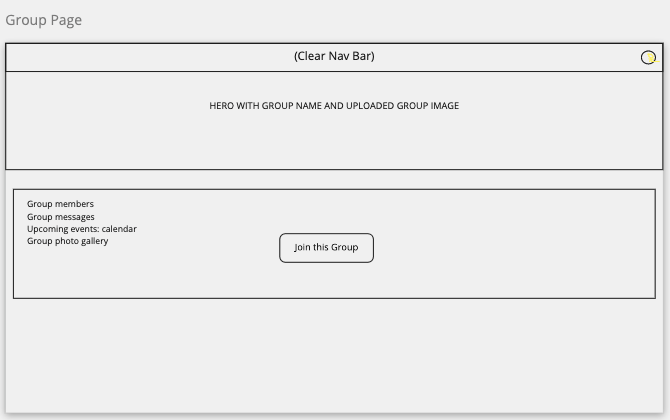 Group Page
(Clear Nav Bar)
HERO WITH GROUP NAME AND UPLOADED GROUP IMAGE
Group members
Group messages
Upcoming events: calendar
Group photo gallery
Join this Group